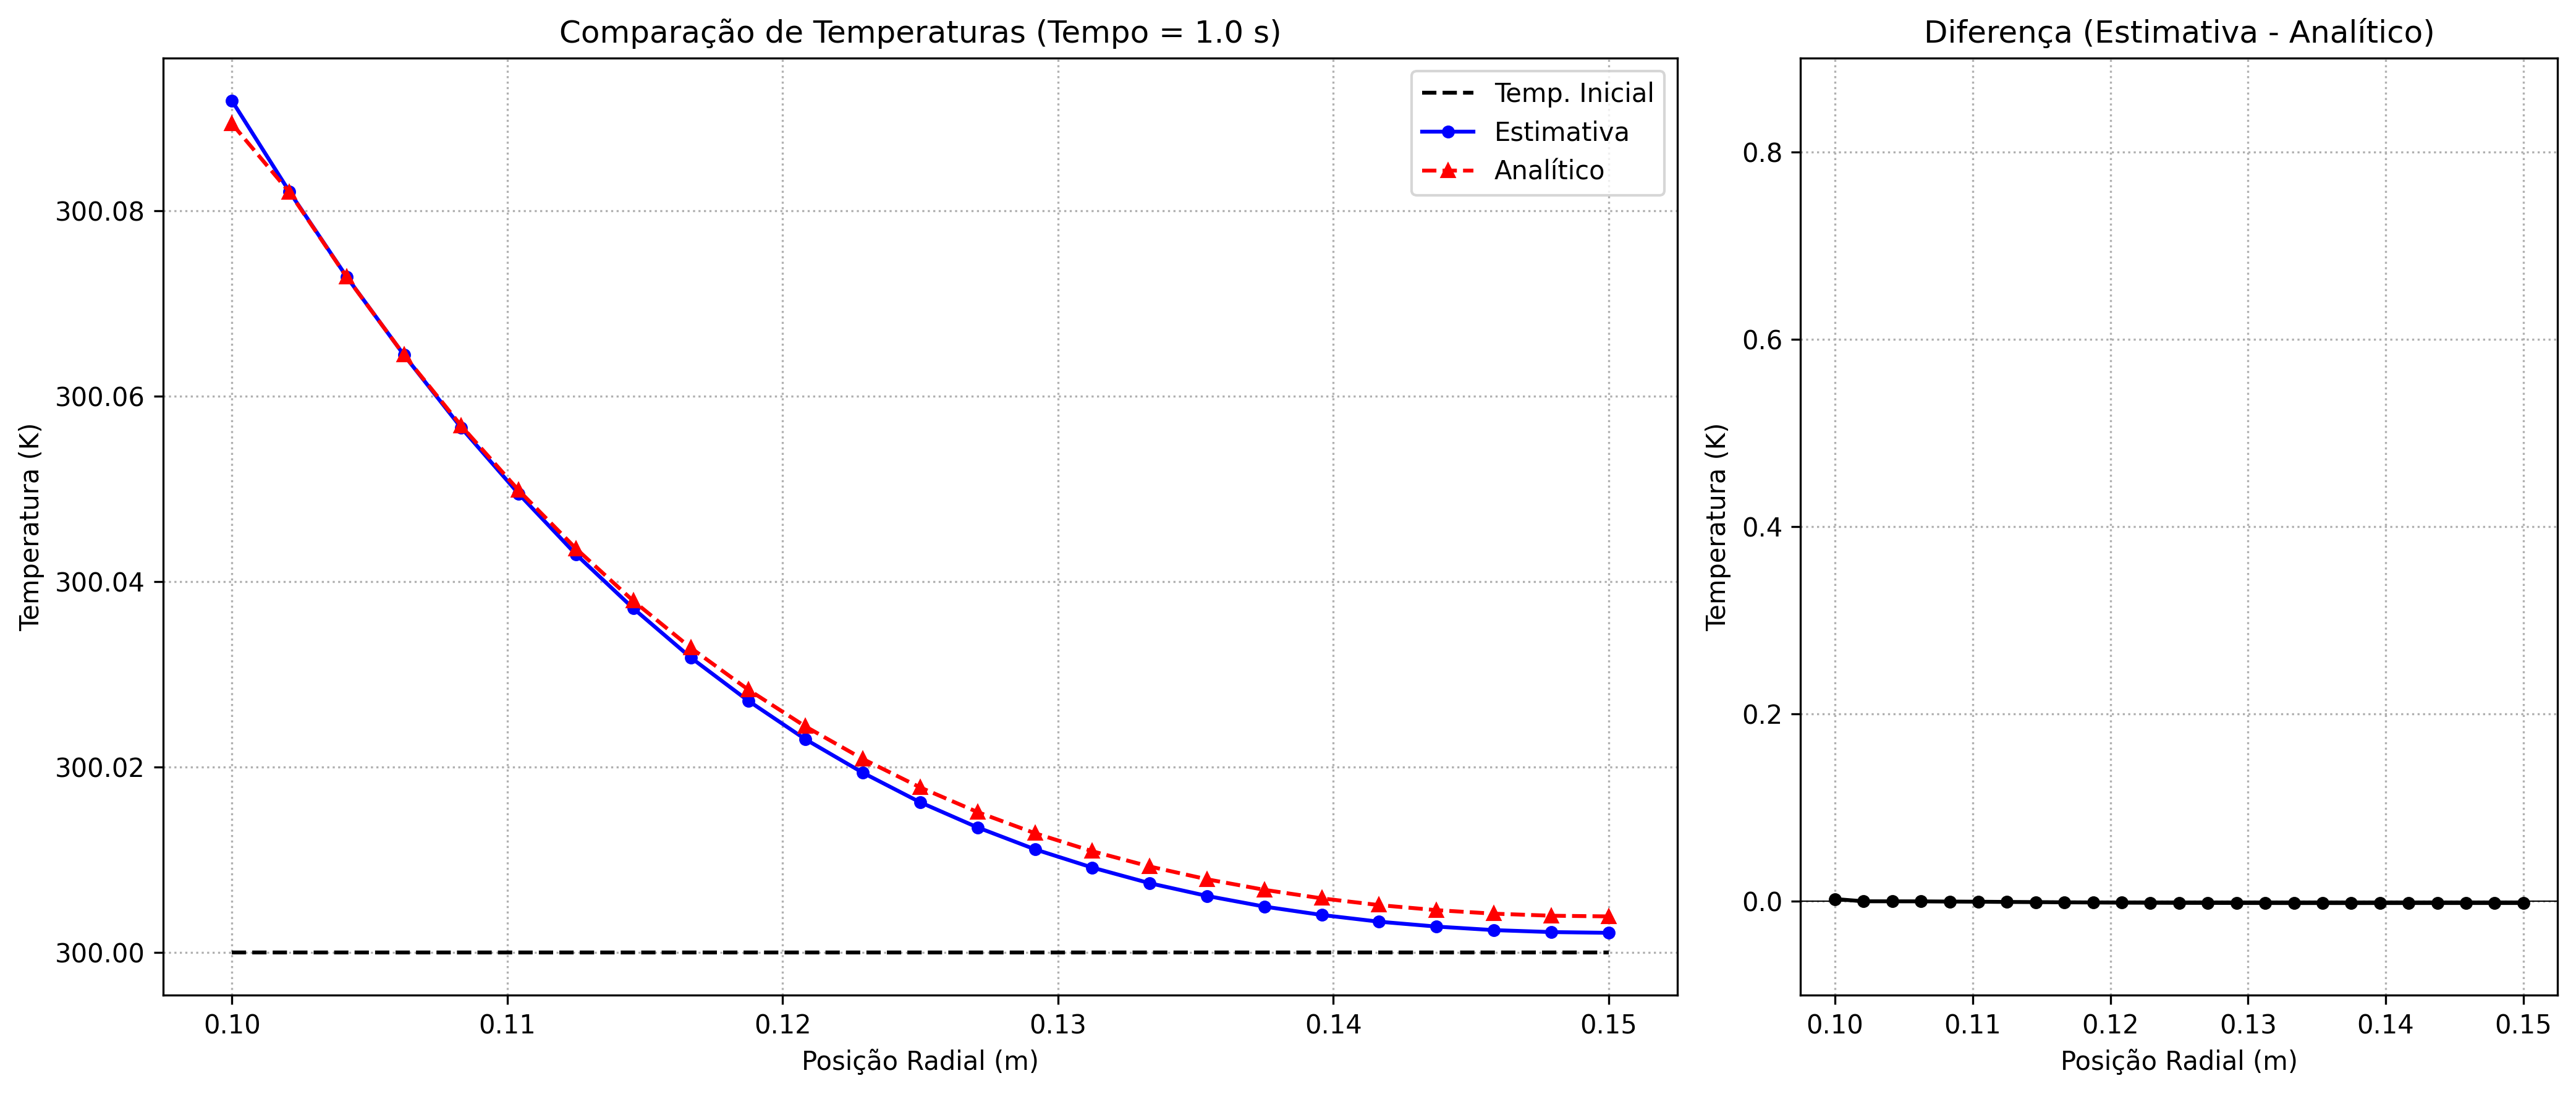 Comparação de Temperaturas (Tempo = 1.0 s)
Temp. Inicial
Estimativa
Analítico
Temperatura (K)
300.08
300.06
300.04
300.02
300.00
0.10 0.11 0.12 0.13 0.14 0.15
Posição Radial (m)
Diferença (Estimativa - Analítico)
Temperatura (K)
0.8
0.6
0.4
0.2
0.0
0.10 0.11 0.12 0.13 0.14 0.15
Posição Radial (m)